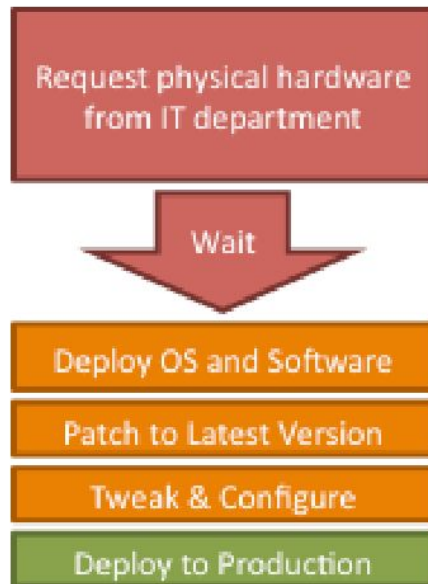 Request physical hardware
from IT department
Wait
Deploy OS and Software
Patch to Latest Version
Tweak & Configure
Deploy to Production